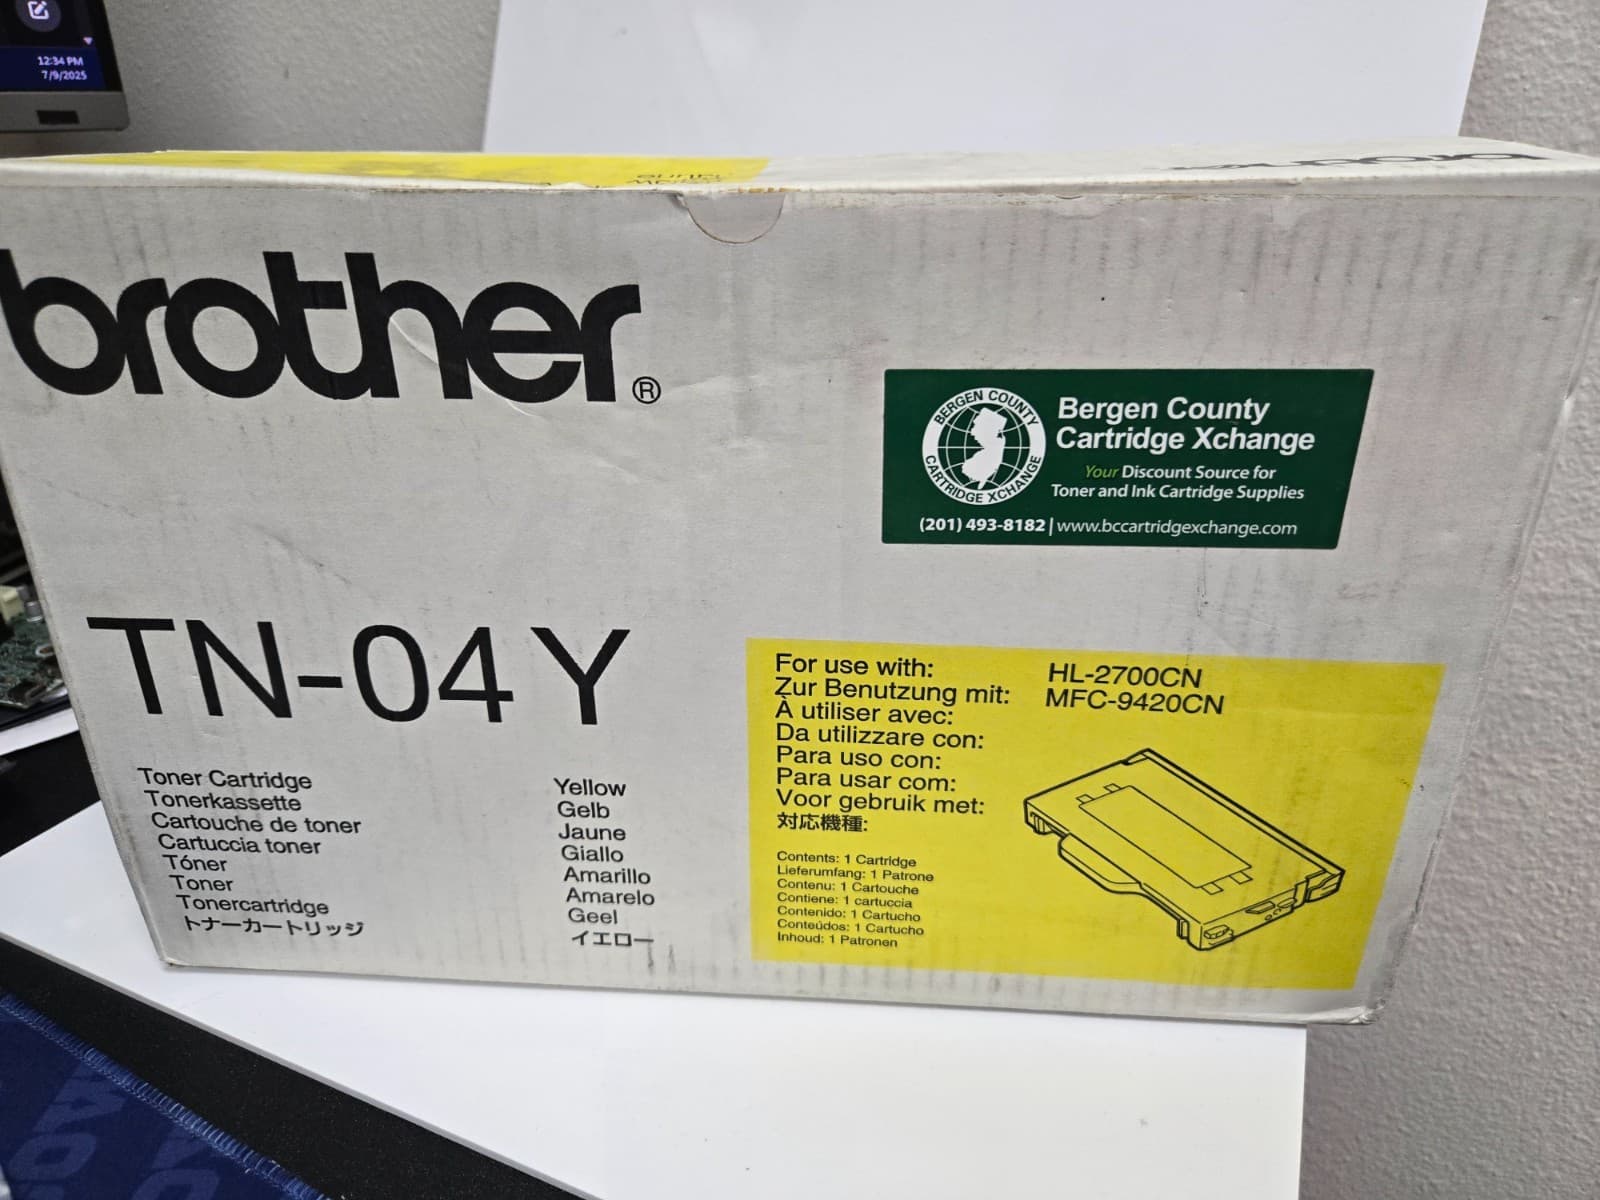 12:34 PM
7/9/2025
brother
brother®
BERGEN COUNTY
CARTRIDGE XCHANGE
Bergen County
Cartridge Xchange
Your Discount Source for
Toner and Ink Cartridge Supplies
(201) 493-8182 | www.bccartridgexchange.com
TN-04 Y
Toner Cartridge
Tonerkassette
Cartouche de toner
Cartuccia toner
Tóner
Toner
Tonercartridge
トナーカートリッジ
Yellow
Gelb
Jaune
Giallo
Amarillo
Amarelo
Geel
イエロー
For use with:
Zur Benutzung mit:
À utiliser avec:
Da utilizzare con:
Para uso con:
Para usar com:
Voor gebruik met:
対応機種:
HL-2700CN
MFC-9420CN
Contents: 1 Cartridge
Lieferumfang: 1 Patrone
Contenu: 1 Cartouche
Contiene: 1 cartuccia
Contenido: 1 Cartucho
Conteúdos: 1 Cartucho
Inhoud: 1 Patronen